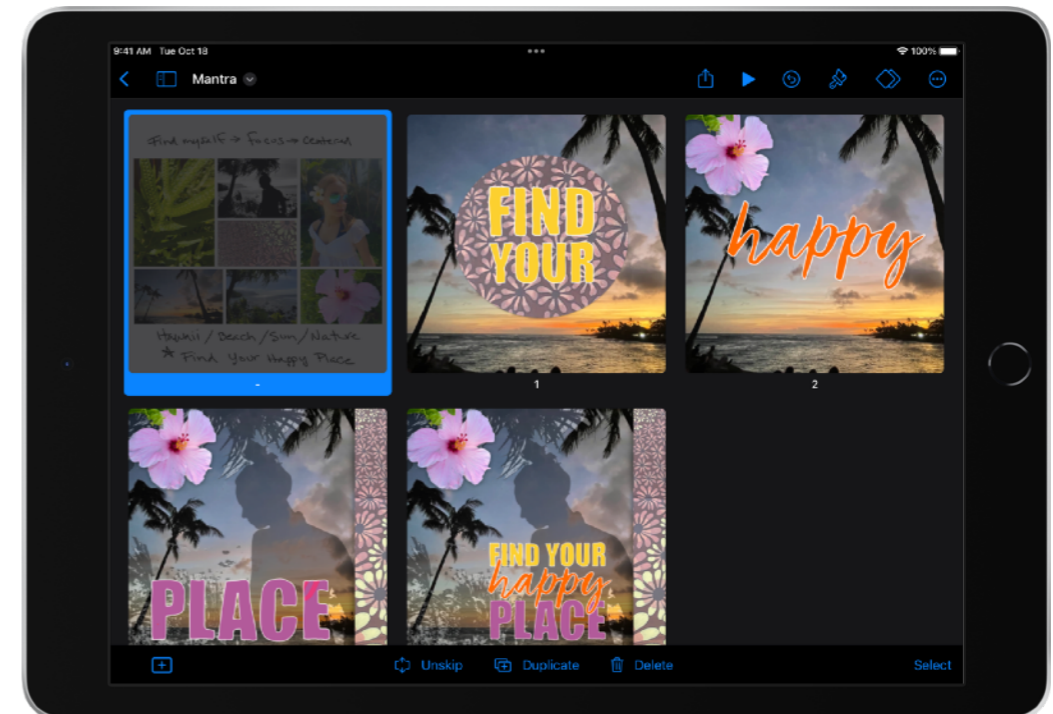 9:41 AM Tue Oct 18
100%
Mantra
Find myself → focus → Centered
Hawaii / Beach / Sun / Nature
* Find Your Happy Place
-
FIND
YOUR
1
happy
2
PLACE
FIND YOUR
happy
PLACE
Unskip
Duplicate
Delete
Select